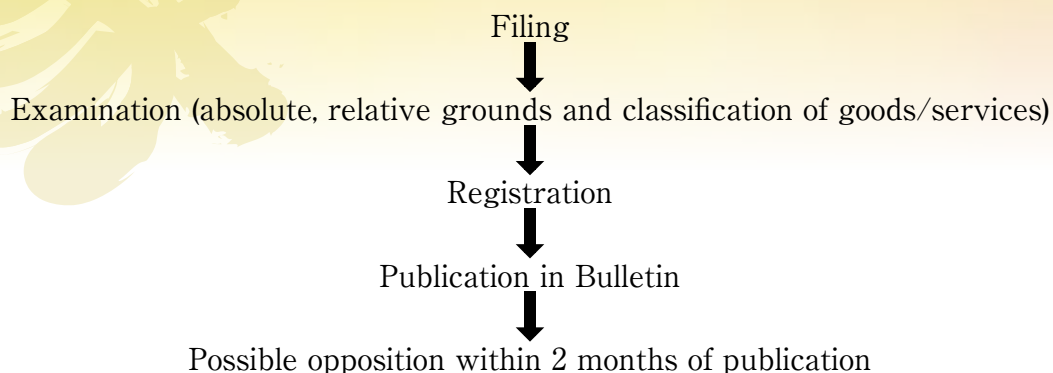 Filing
Examination (absolute, relative grounds and classification of goods/services)
Registration
Publication in Bulletin
Possible opposition within 2 months of publication